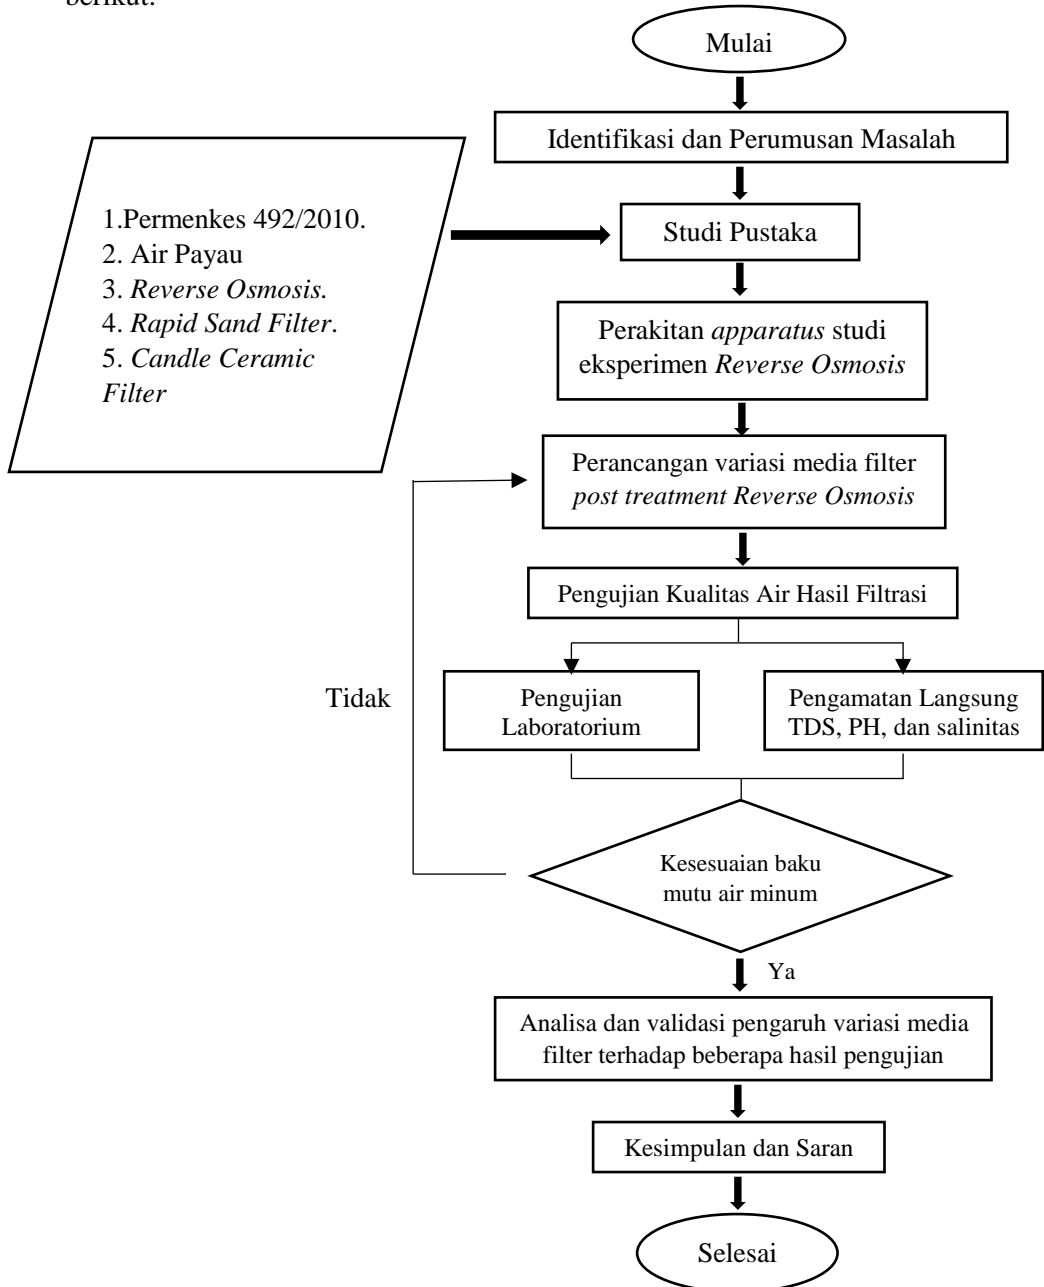 berikut:
Mulai
Identifikasi dan Perumusan Masalah
1.Permenkes 492/2010.
2. Air Payau
3. Reverse Osmosis.
4. Rapid Sand Filter.
5. Candle Ceramic
Filter
Studi Pustaka
Perakitan apparatus studi
eksperimen Reverse Osmosis
Perancangan variasi media filter
post treatment Reverse Osmosis
Pengujian Kualitas Air Hasil Filtrasi
Tidak
Pengujian
Laboratorium
Pengamatan Langsung
TDS, PH, dan salinitas
Kesesuaian baku
mutu air minum
Ya
Analisa dan validasi pengaruh variasi media
filter terhadap beberapa hasil pengujian
Kesimpulan dan Saran
Selesai